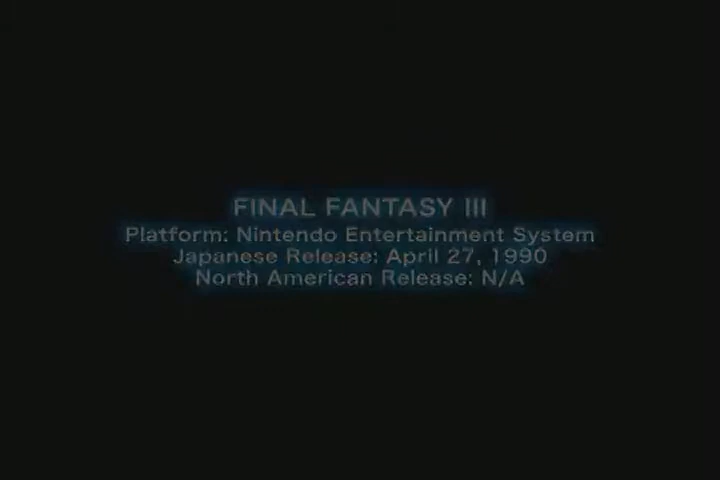 FINAL FANTASY III
Platform: Nintendo Entertainment System
Japanese Release: April 27, 1990
North American Release: N/A